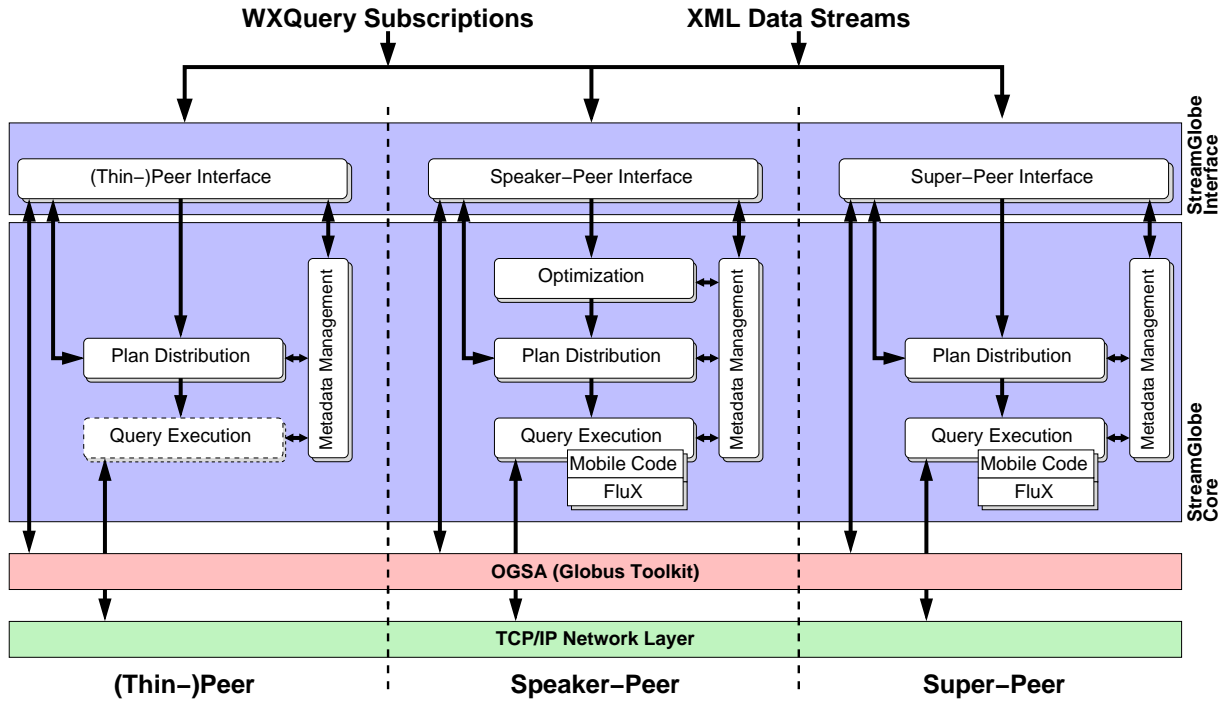 WXQuery Subscriptions
XML Data Streams
StreamGlobe
Interface
(Thin−)Peer Interface
Speaker−Peer Interface
Super−Peer Interface
Optimization
Metadata Management
Metadata Management
Metadata Management
Plan Distribution
Plan Distribution
Plan Distribution
Query Execution
Query Execution
Query Execution
Mobile Code
Mobile Code
FluX
FluX
StreamGlobe
Core
OGSA (Globus Toolkit)
TCP/IP Network Layer
(Thin−)Peer
Speaker−Peer
Super−Peer